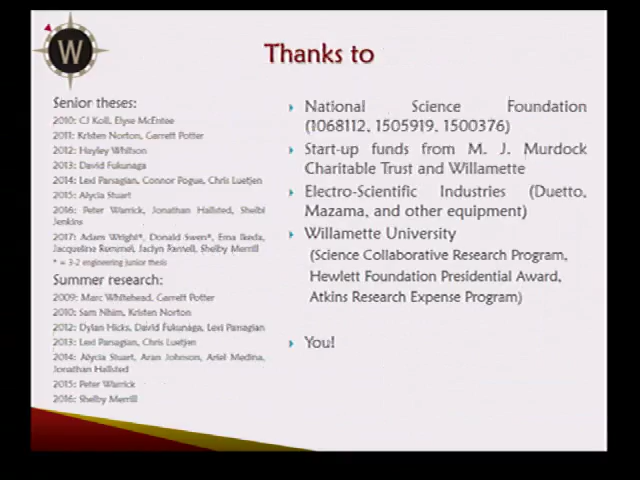 W
Thanks to
Senior theses:
2010: CJ Koll, Elyse McEntee
2011: Kristen Norton, Garrett Potter
2012: Hayley Whitson
2013: David Fukunaga
2014: Lexi Panagian, Connor Pogue, Chris Luetjen
2015: Alycia Stuart
2016: Peter Warrick, Jonathan Hallsted, Shelbi
Jenkins
2017: Adam Wright*, Donald Swen*, Ema Ikeda,
Jacqueline Rummel, Jaclyn Parnell, Shelby Merrill
* = 3-2 engineering junior thesis
Summer research:
2009: Marc Whitehead, Garrett Potter
2010: Sam Nhim, Kristen Norton
2012: Dylan Hicks, David Fukunaga, Lexi Panagian
2013: Lexi Panagian, Chris Luetjen
2014: Alycia Stuart, Aran Johnson, Ariel Medina,
Jonathan Hallsted
2015: Peter Warrick
2016: Shelby Merrill
National Science Foundation
(1068112, 1505919, 1500376)
Start-up funds from M. J. Murdock
Charitable Trust and Willamette
Electro-Scientific Industries (Duetto,
Mazama, and other equipment)
Willamette University
(Science Collaborative Research Program,
Hewlett Foundation Presidential Award,
Atkins Research Expense Program)
You!